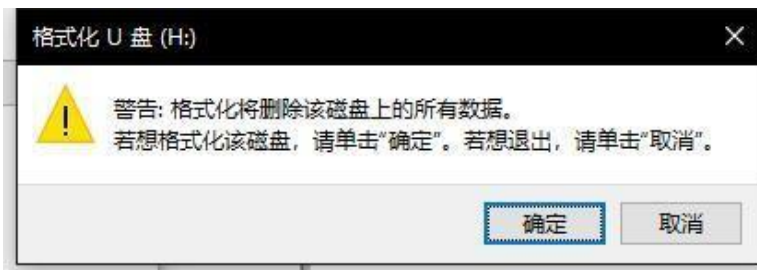 格式化 U 盘 (H:)
警告: 格式化将删除该磁盘上的所有数据。
若想格式化该磁盘，请单击“确定”。若想退出，请单击“取消”。
确定
取消